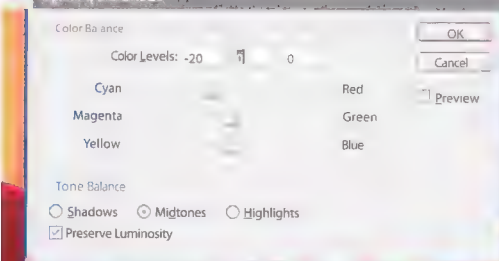 Color Balance
OK
Color Levels: -20 0
Cancel
Cyan Red
Preview
Magenta Green
Yellow Blue
Tone Balance
Shadows Midtones Highlights
Preserve Luminosity